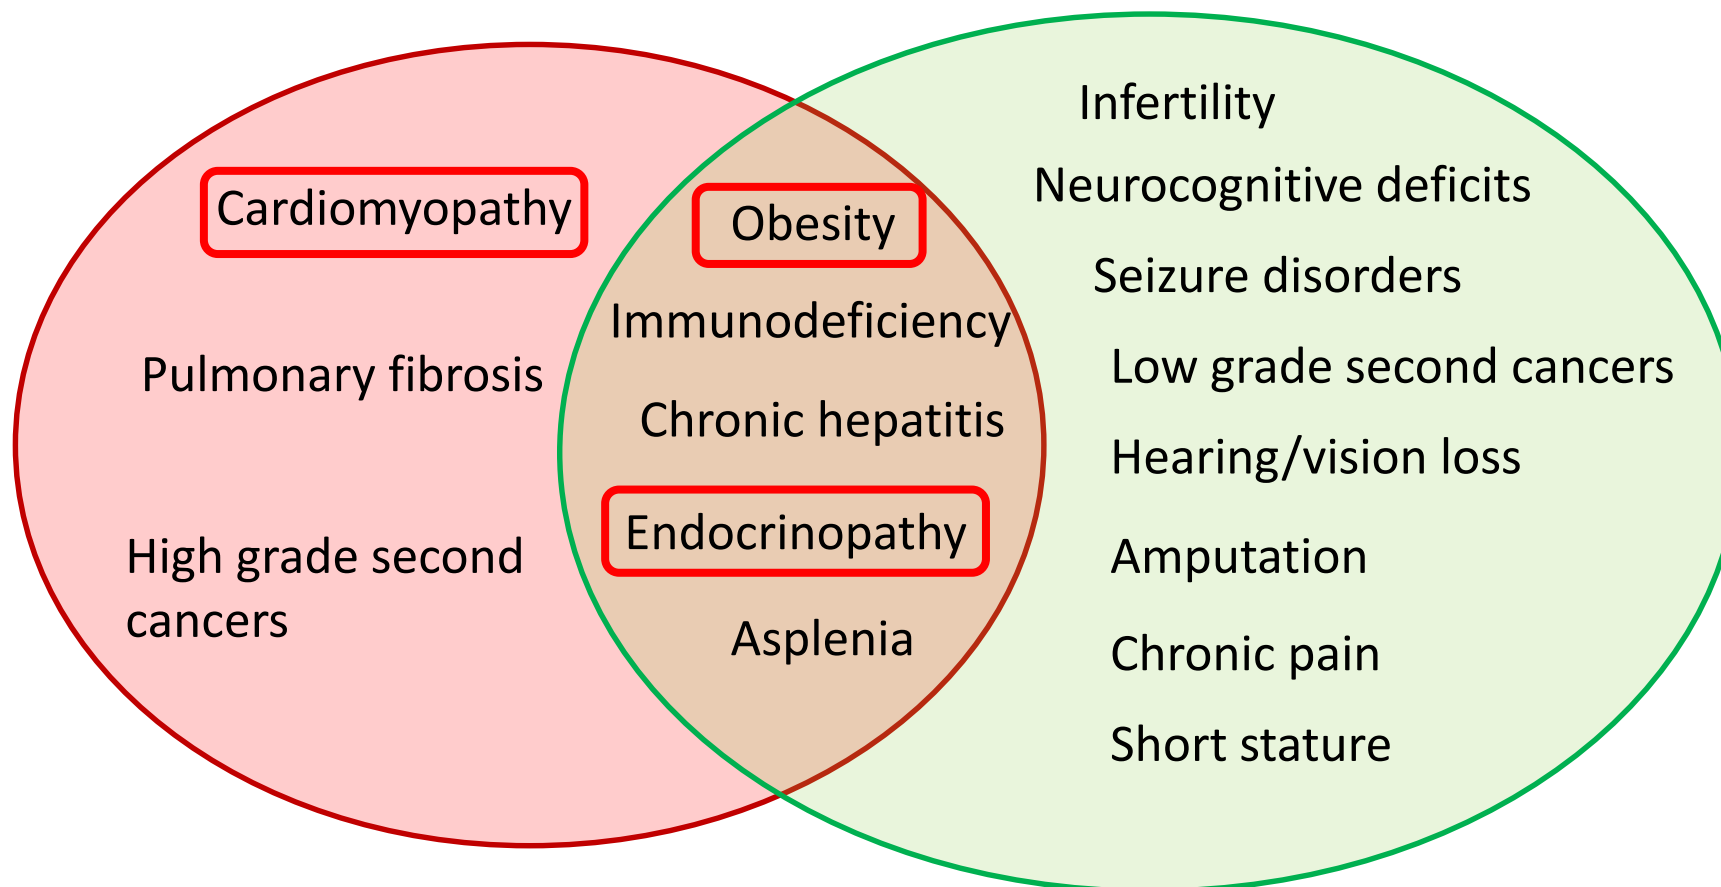 Cardiomyopathy
Pulmonary fibrosis
High grade second
cancers
Obesity
Immunodeficiency
Chronic hepatitis
Endocrinopathy
Asplenia
Infertility
Neurocognitive deficits
Seizure disorders
Low grade second cancers
Hearing/vision loss
Amputation
Chronic pain
Short stature